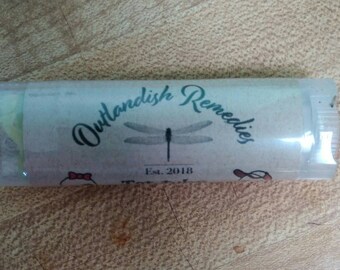 Outlandish Remedies
Est. 2018